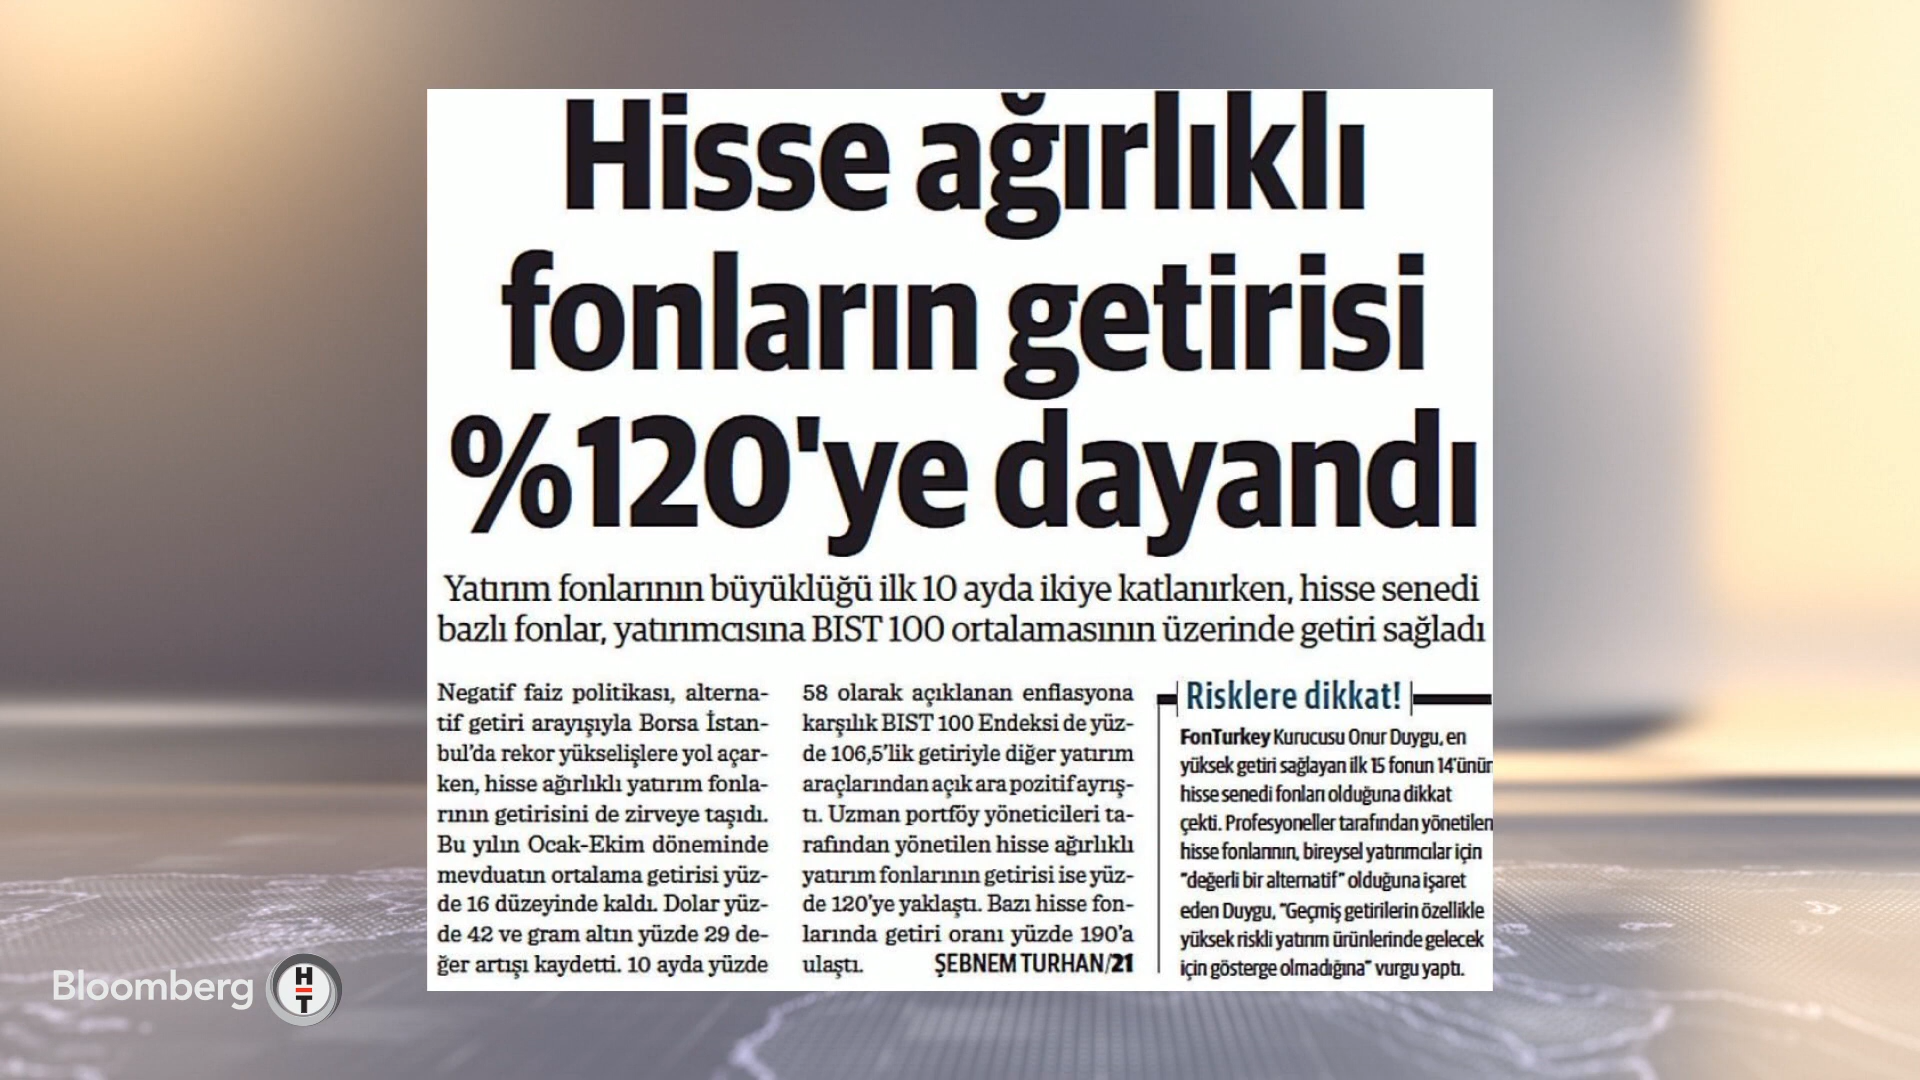 Hisse ağırlıklı
fonların getirisi
%120'ye dayandı
Yatırım fonlarının büyüklüğü ilk 10 ayda ikiye katlanırken, hisse senedi
bazlı fonlar, yatırımcısına BIST 100 ortalamasının üzerinde getiri sağladı
Negatif faiz politikası, alterna-
tif getiri arayışıyla Borsa İstan-
bul'da rekor yükselişlere yol açar-
ken, hisse ağırlıklı yatırım fonla-
rının getirisini de zirveye taşıdı.
Bu yılın Ocak-Ekim döneminde
mevduatın ortalama getirisi yüz-
de 16 düzeyinde kaldı. Dolar yüz-
de 42 ve gram altın yüzde 29 de-
ğer artışı kaydetti. 10 ayda yüzde
58 olarak açıklanan enflasyona
karşılık BIST 100 Endeksi de yüz-
de 106,5'lik getiriyle diğer yatırım
araçlarından açık ara pozitif ayrış-
tı. Uzman portföy yöneticileri ta-
rafından yönetilen hisse ağırlıklı
yatırım fonlarının getirisi ise yüz-
de 120'ye yaklaştı. Bazı hisse fon-
larında getiri oranı yüzde 190'a
ulaştı. ŞEBNEM TURHAN/21
Risklere dikkat!
FonTurkey Kurucusu Onur Duygu, en
yüksek getiri sağlayan ilk 15 fonun 14'ünün
hisse senedi fonları olduğuna dikkat
çekti. Profesyoneller tarafından yönetilen
hisse fonlarının, bireysel yatırımcılar için
"değerli bir alternatif" olduğuna işaret
eden Duygu, "Geçmiş getirilerin özellikle
yüksek riskli yatırım ürünlerinde gelecek
için gösterge olmadığına" vurgu yaptı.
Bloomberg HT